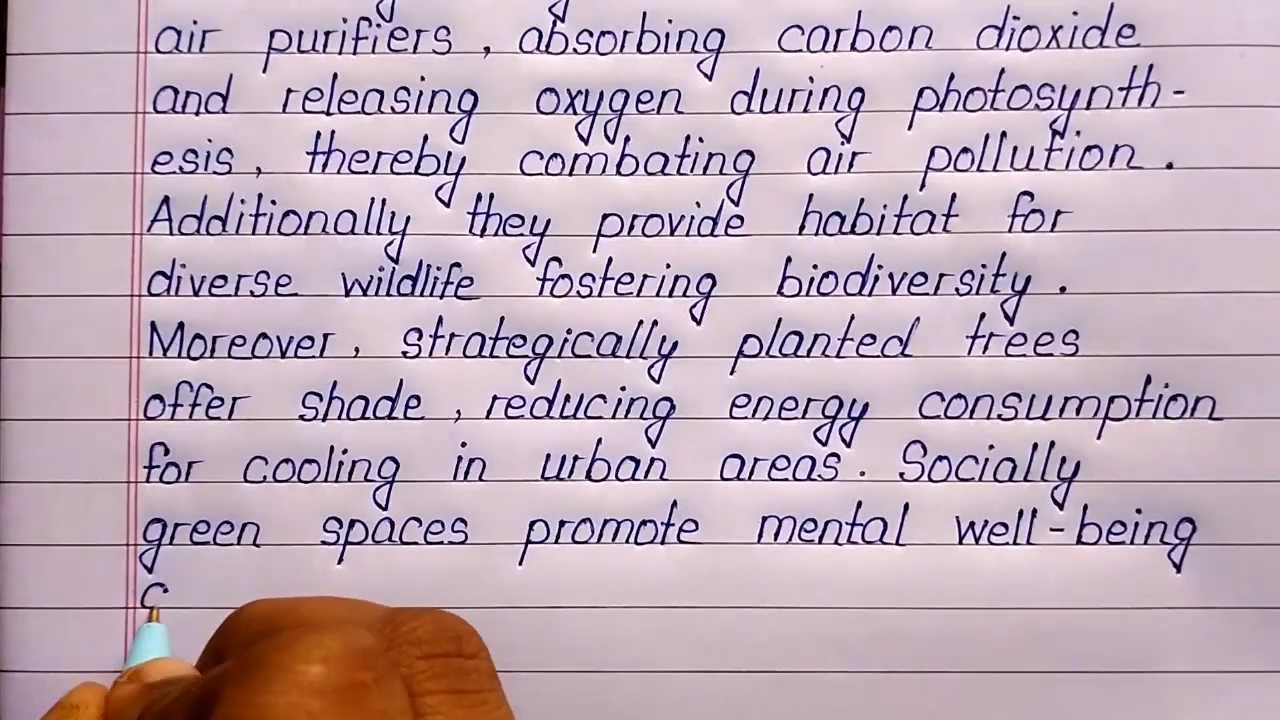 air purifiers, absorbing carbon dioxide
and releasing oxygen during photosynth-
esis, thereby combating air pollution.
Additionally they provide habitat for
diverse wildlife fostering biodiversity.
Moreover, strategically planted trees
offer shade, reducing energy consumption
for cooling in urban areas. Socially
green spaces promote mental well-being